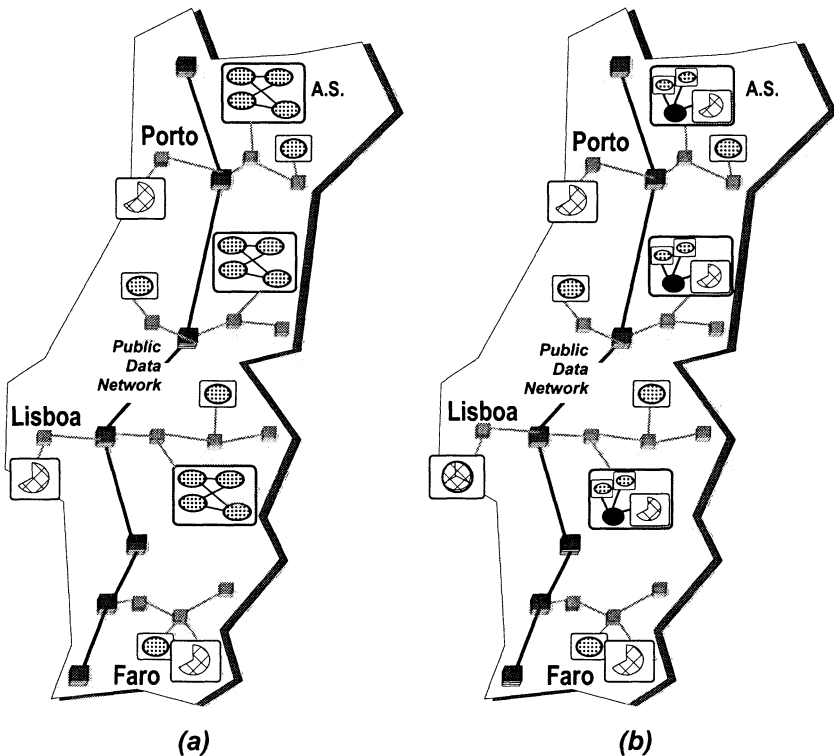 A.S.
Porto
Public
Data
Network
Lisboa
Faro
(a)
A.S.
Porto
Public
Data
Network
Lisboa
Faro
(b)